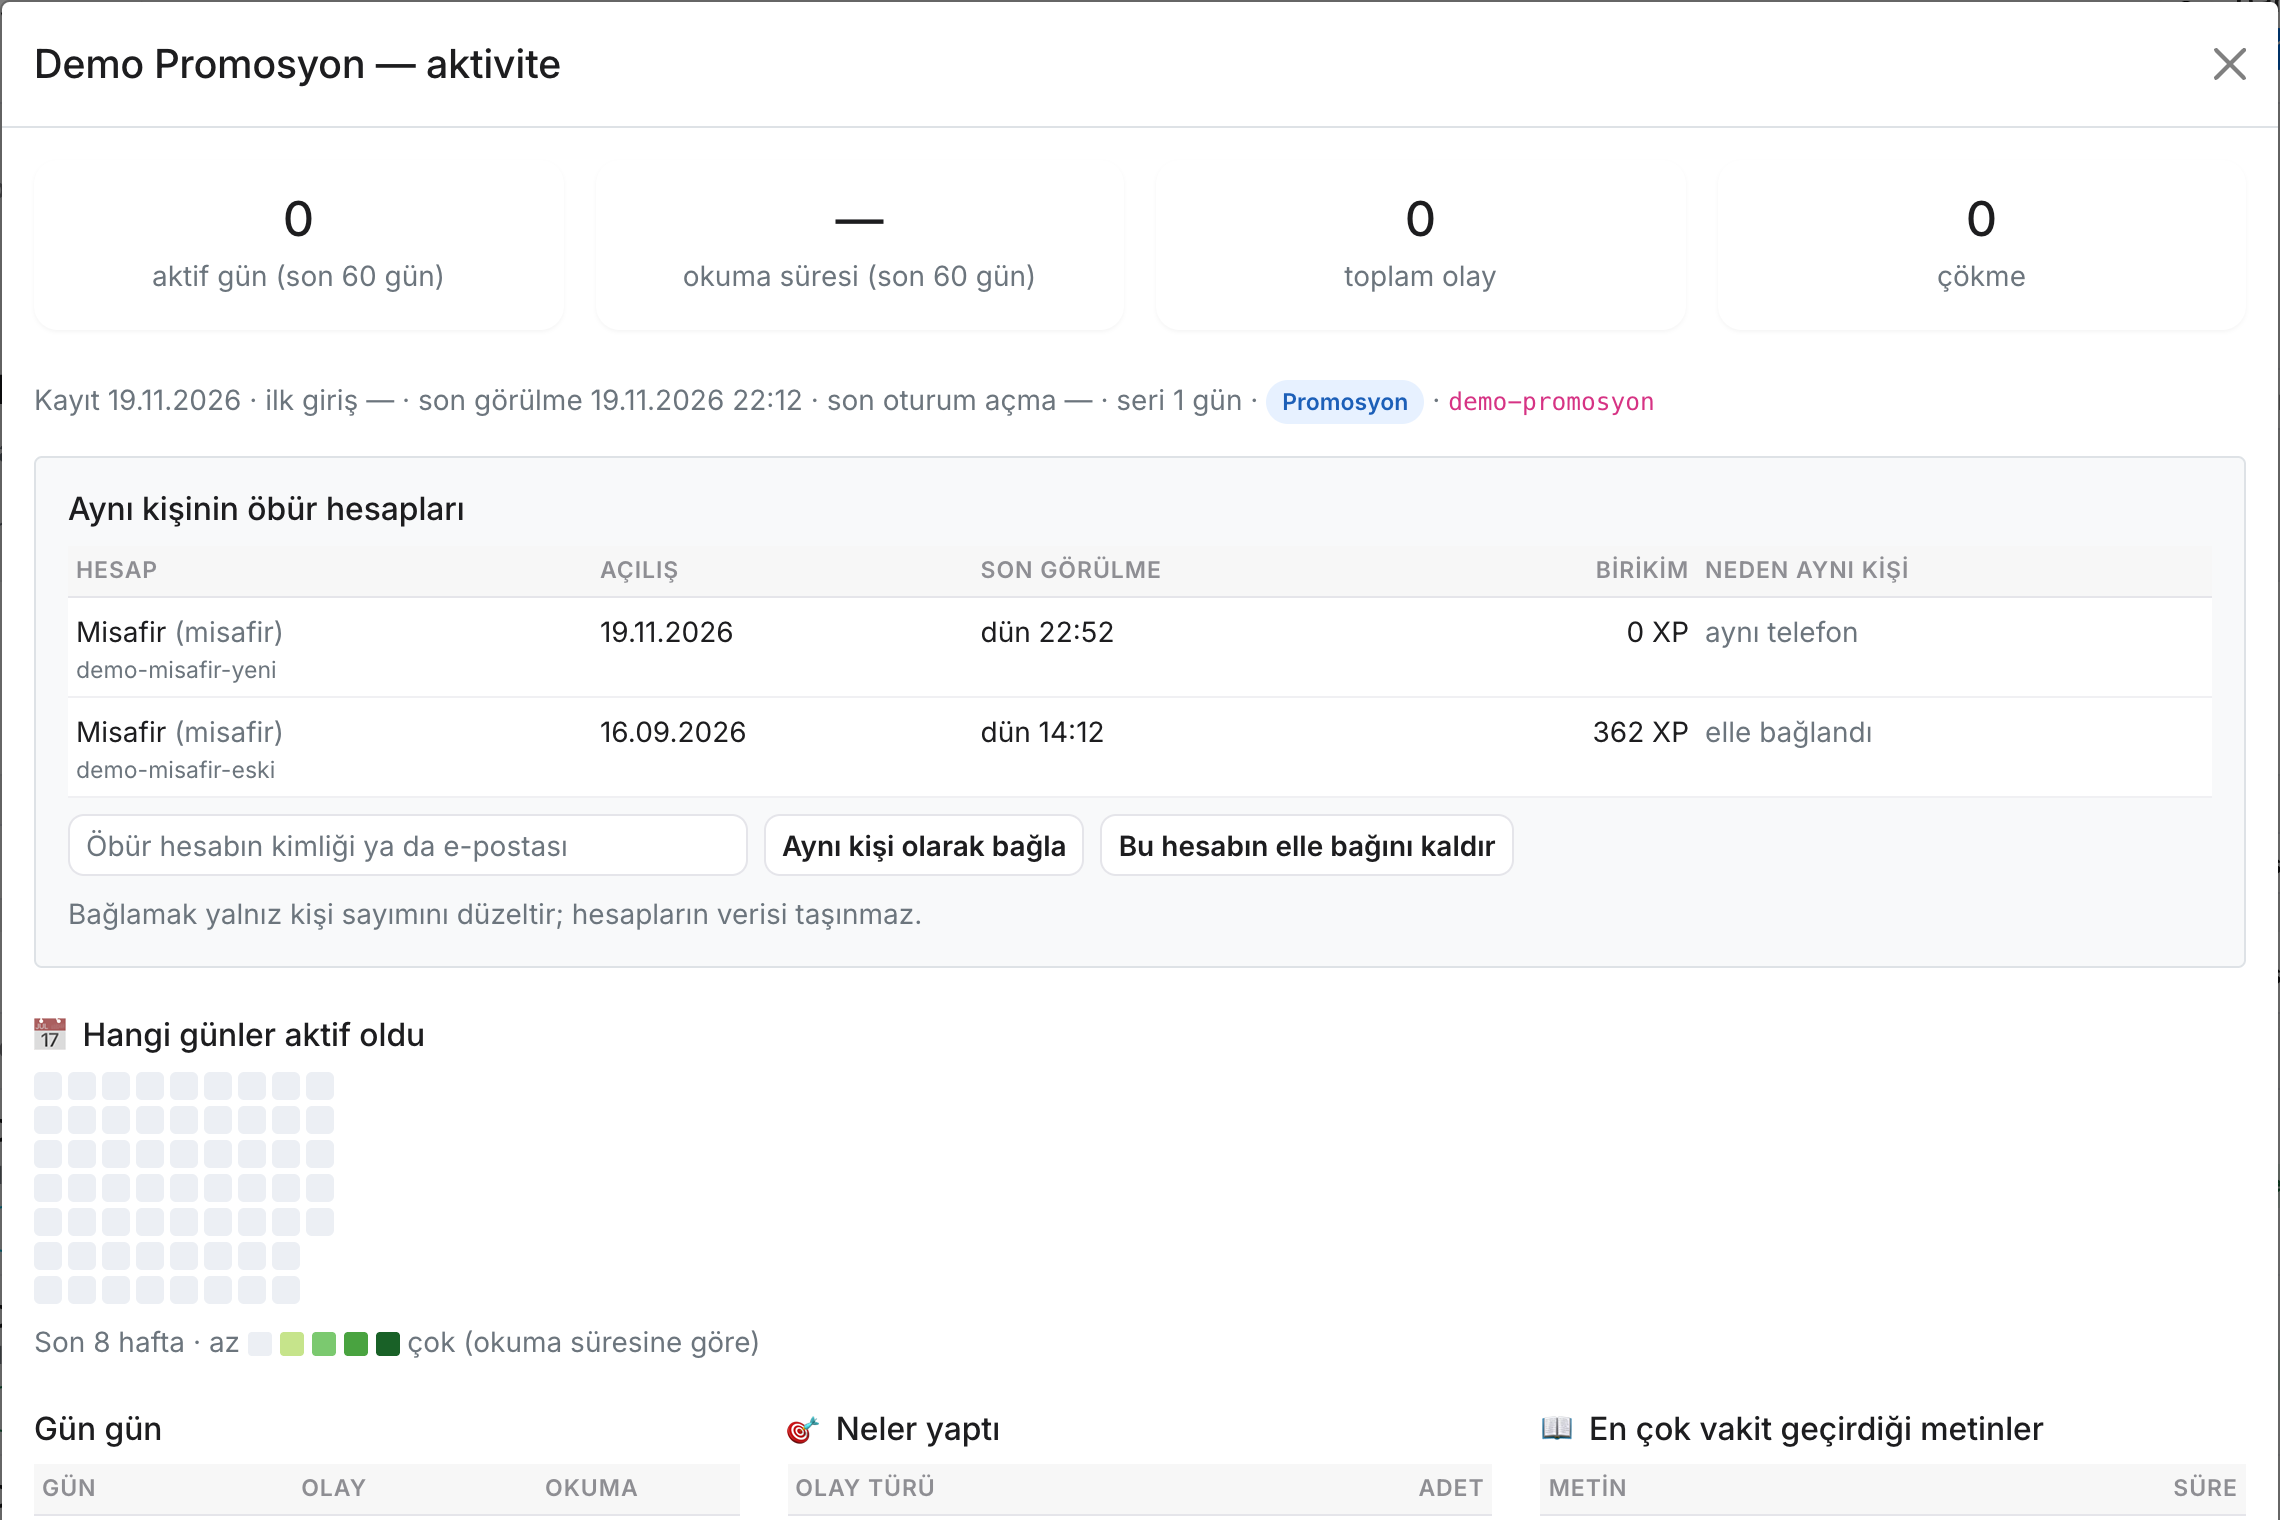 Demo Promosyon — aktivite
0
aktif gün (son 60 gün)
—
okuma süresi (son 60 gün)
0
toplam olay
0
çökme
Kayıt 19.11.2026 · ilk giriş — · son görülme 19.11.2026 22:12 · son oturum açma — · seri 1 gün · Promosyon · demo-promosyon
Aynı kişinin öbür hesapları
HESAP AÇILIŞ SON GÖRÜLME BİRİKİM NEDEN AYNI KİŞİ
Misafir (misafir) 19.11.2026 dün 22:52 0 XP aynı telefon
demo-misafir-yeni
Misafir (misafir) 16.09.2026 dün 14:12 362 XP elle bağlandı
demo-misafir-eski
Öbür hesabın kimliği ya da e-postası Aynı kişi olarak bağla Bu hesabın elle bağını kaldır
Bağlamak yalnız kişi sayımını düzeltir; hesapların verisi taşınmaz.
Hangi günler aktif oldu
Son 8 hafta · az çok (okuma süresine göre)
Gün gün
GÜN OLAY OKUMA
Neler yaptı
OLAY TÜRÜ ADET
En çok vakit geçirdiği metinler
METİN SÜRE